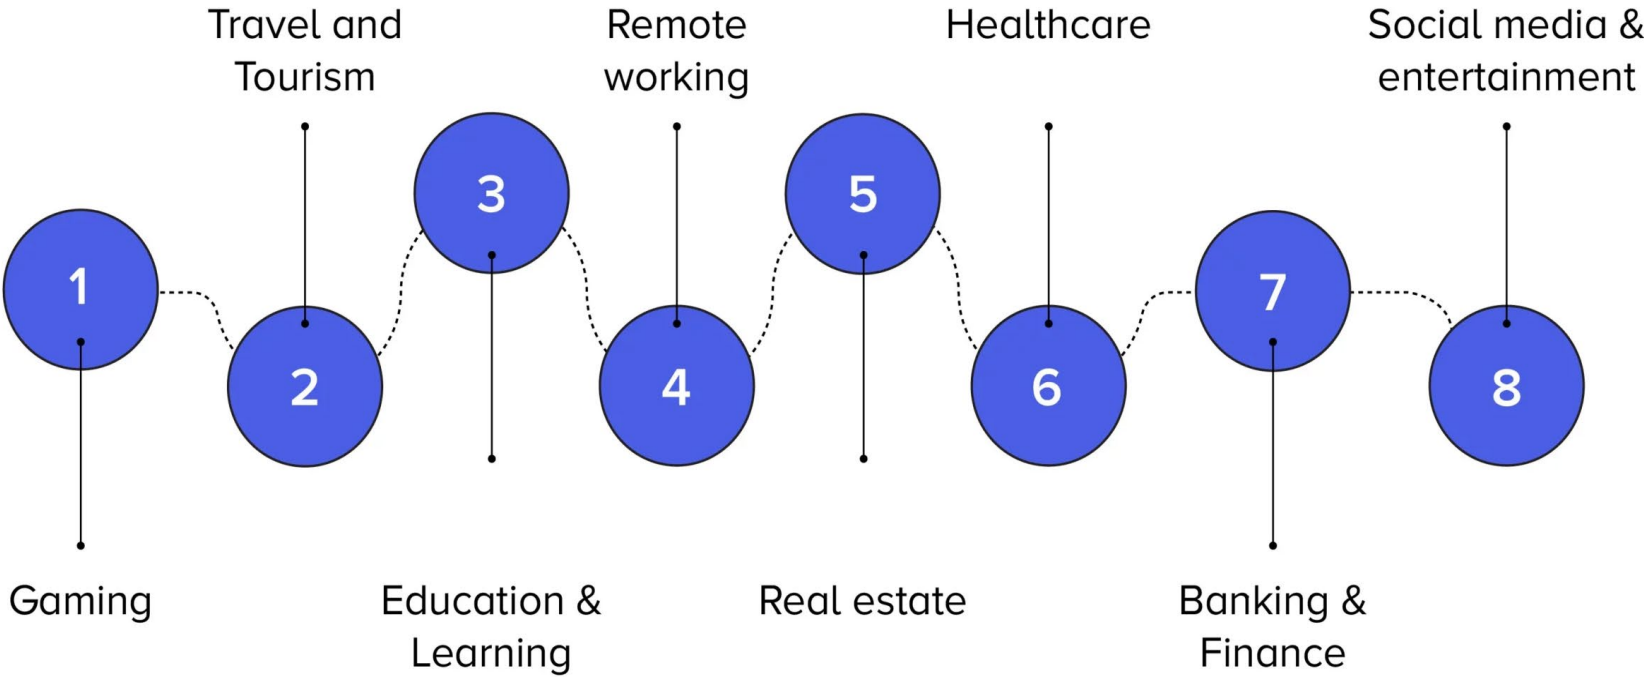 Travel and
Tourism
Remote
working
Healthcare
Social media &
entertainment
1
2
3
4
5
6
7
8
Gaming
Education &
Learning
Real estate
Banking &
Finance